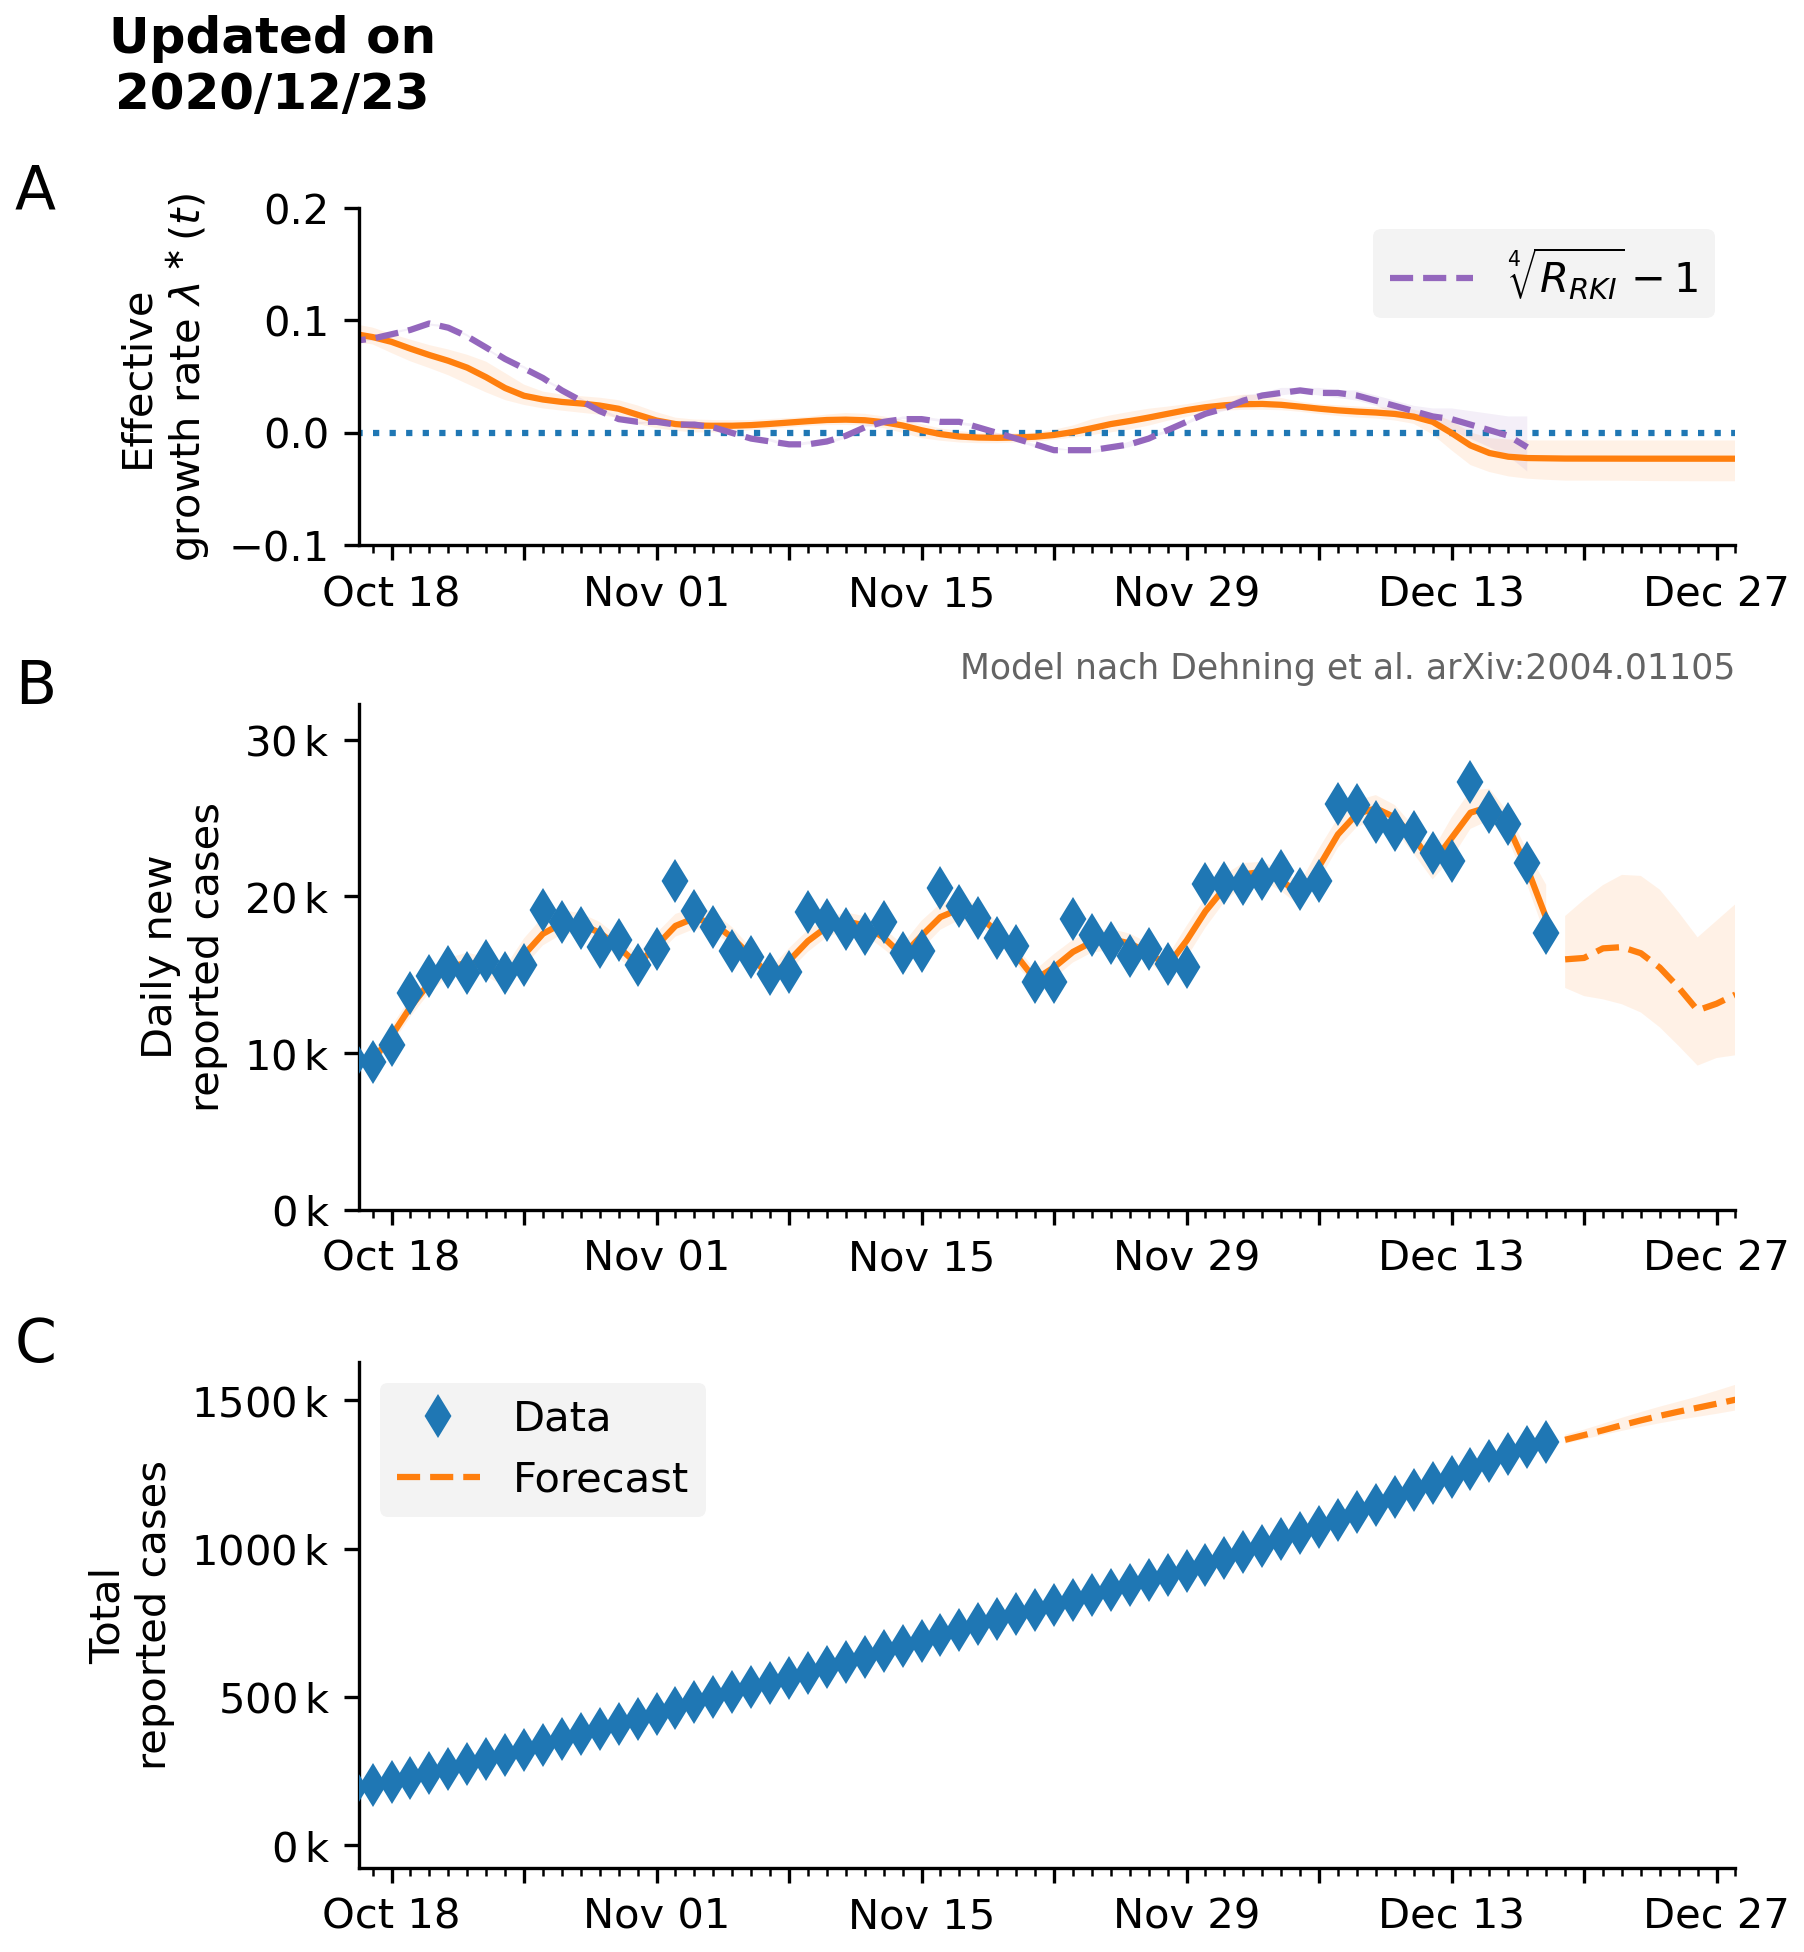 Updated on
2020/12/23
A
Effective
growth rate λ * (t)
0.2
0.1
0.0
−0.1
∜R_RKI − 1
Oct 18 Nov 01 Nov 15 Nov 29 Dec 13 Dec 27
Model nach Dehning et al. arXiv:2004.01105
B
Daily new
reported cases
30 k
20 k
10 k
0 k
Oct 18 Nov 01 Nov 15 Nov 29 Dec 13 Dec 27
C
Total
reported cases
1500 k
1000 k
500 k
0 k
Data
Forecast
Oct 18 Nov 01 Nov 15 Nov 29 Dec 13 Dec 27